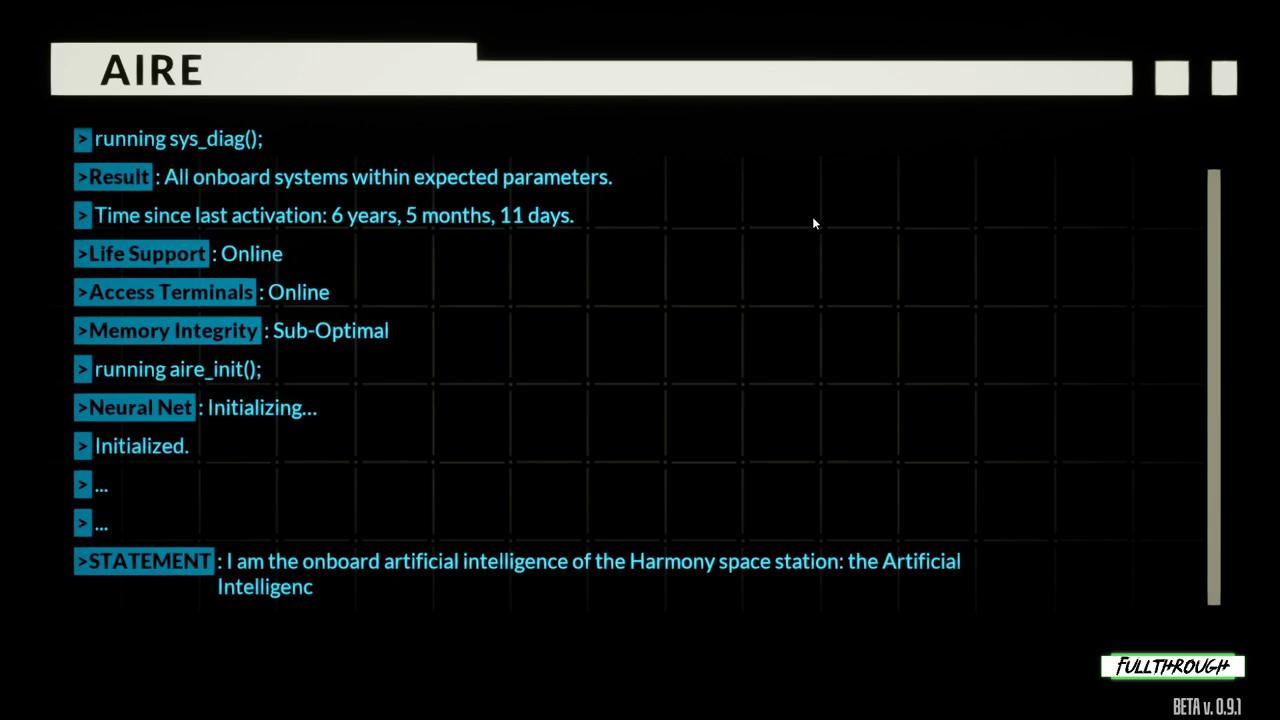 AIRE
> running sys_diag();
>Result : All onboard systems within expected parameters.
> Time since last activation: 6 years, 5 months, 11 days.
>Life Support : Online
>Access Terminals : Online
>Memory Integrity : Sub-Optimal
> running aire_init();
>Neural Net : Initializing...
> Initialized.
> ...
> ...
>STATEMENT : I am the onboard artificial intelligence of the Harmony space station: the Artificial
Intelligenc
FULLTHROUGH
BETA v. 0.9.1